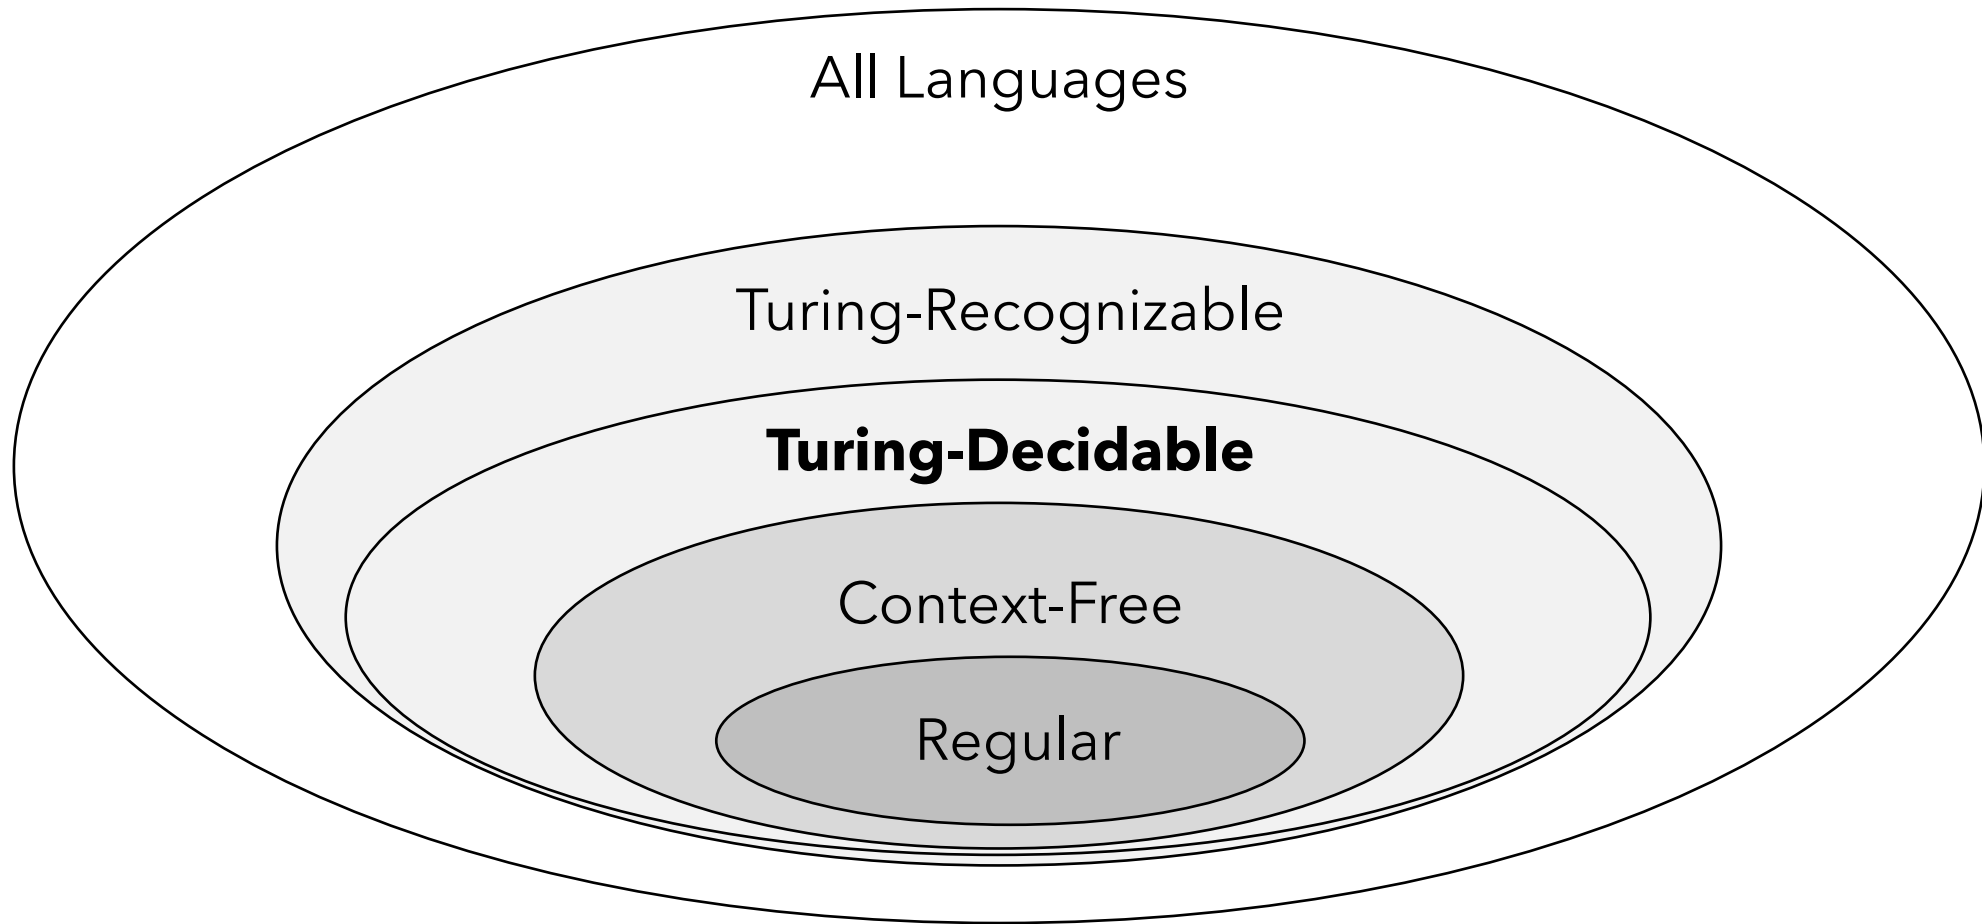 All Languages
Turing-Recognizable
Turing-Decidable
Context-Free
Regular